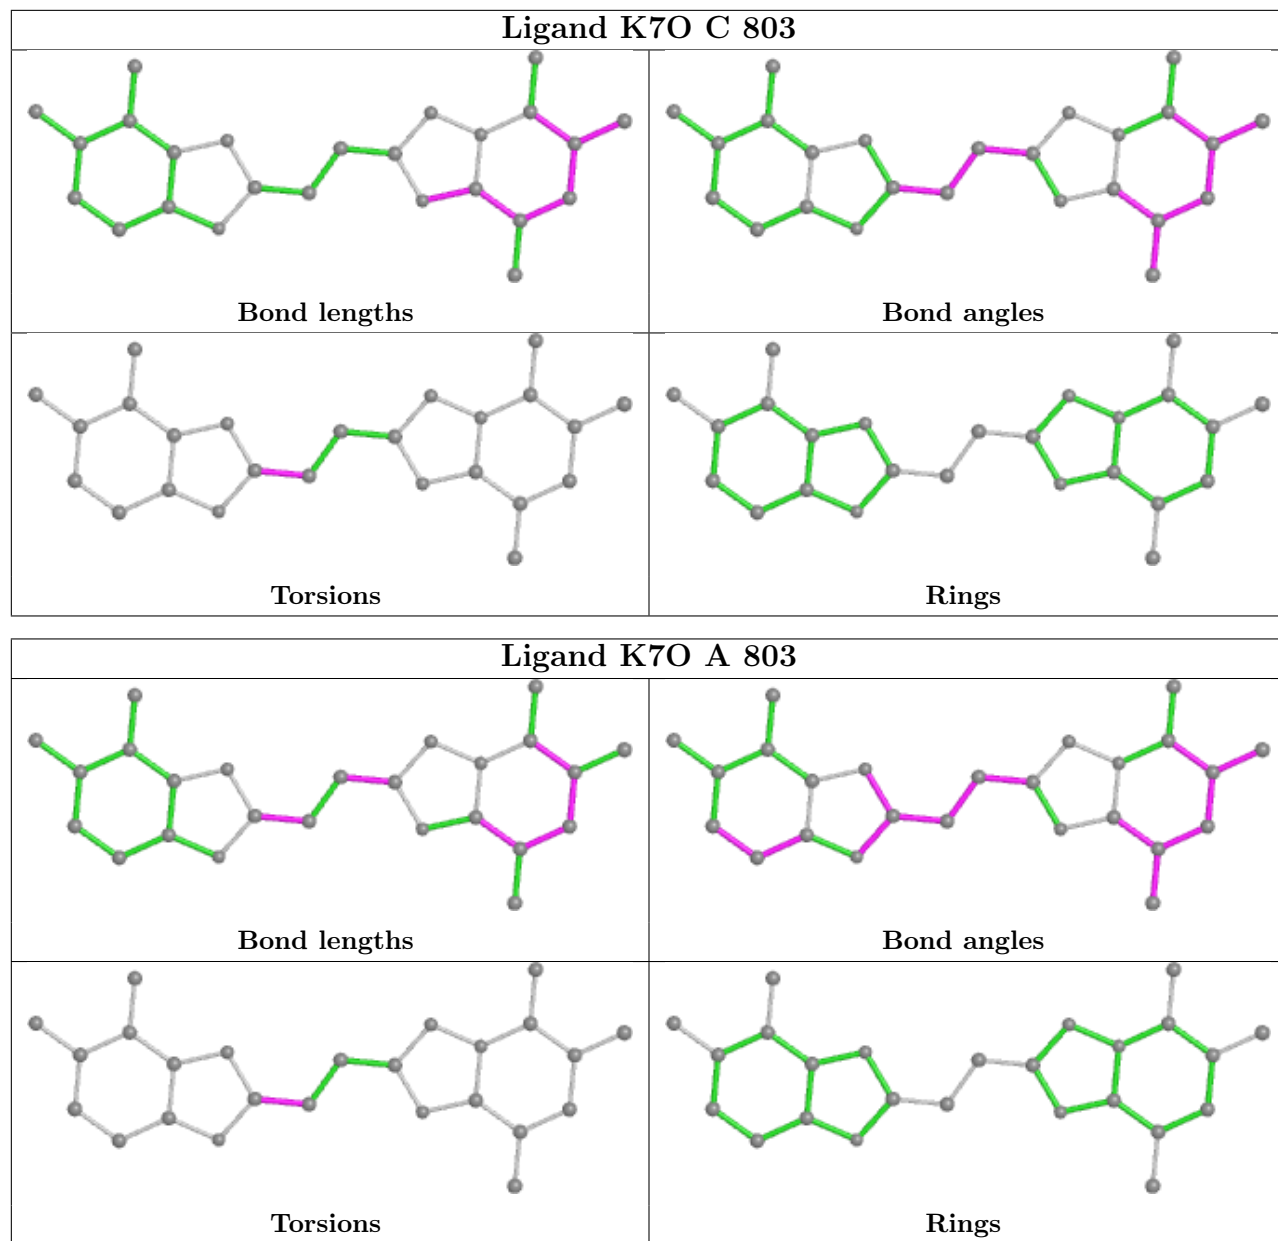 Ligand K7O C 803
Bond lengths
Bond angles
Torsions
Rings
Ligand K7O A 803
Bond lengths
Bond angles
Torsions
Rings